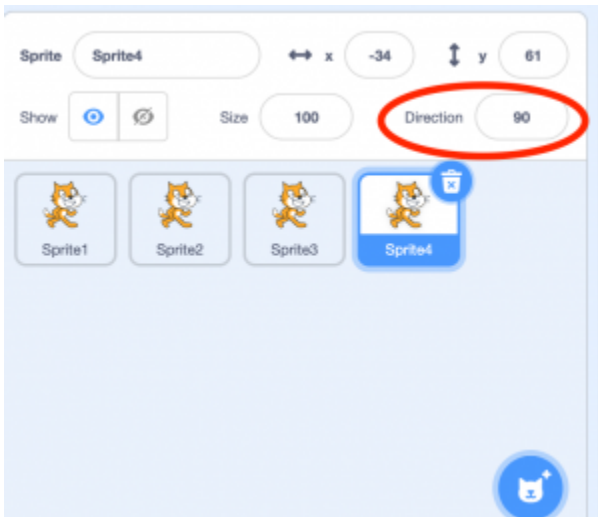 Sprite Sprite4 x -34 y 61
Show Size 100 Direction 90
Sprite1 Sprite2 Sprite3 Sprite4